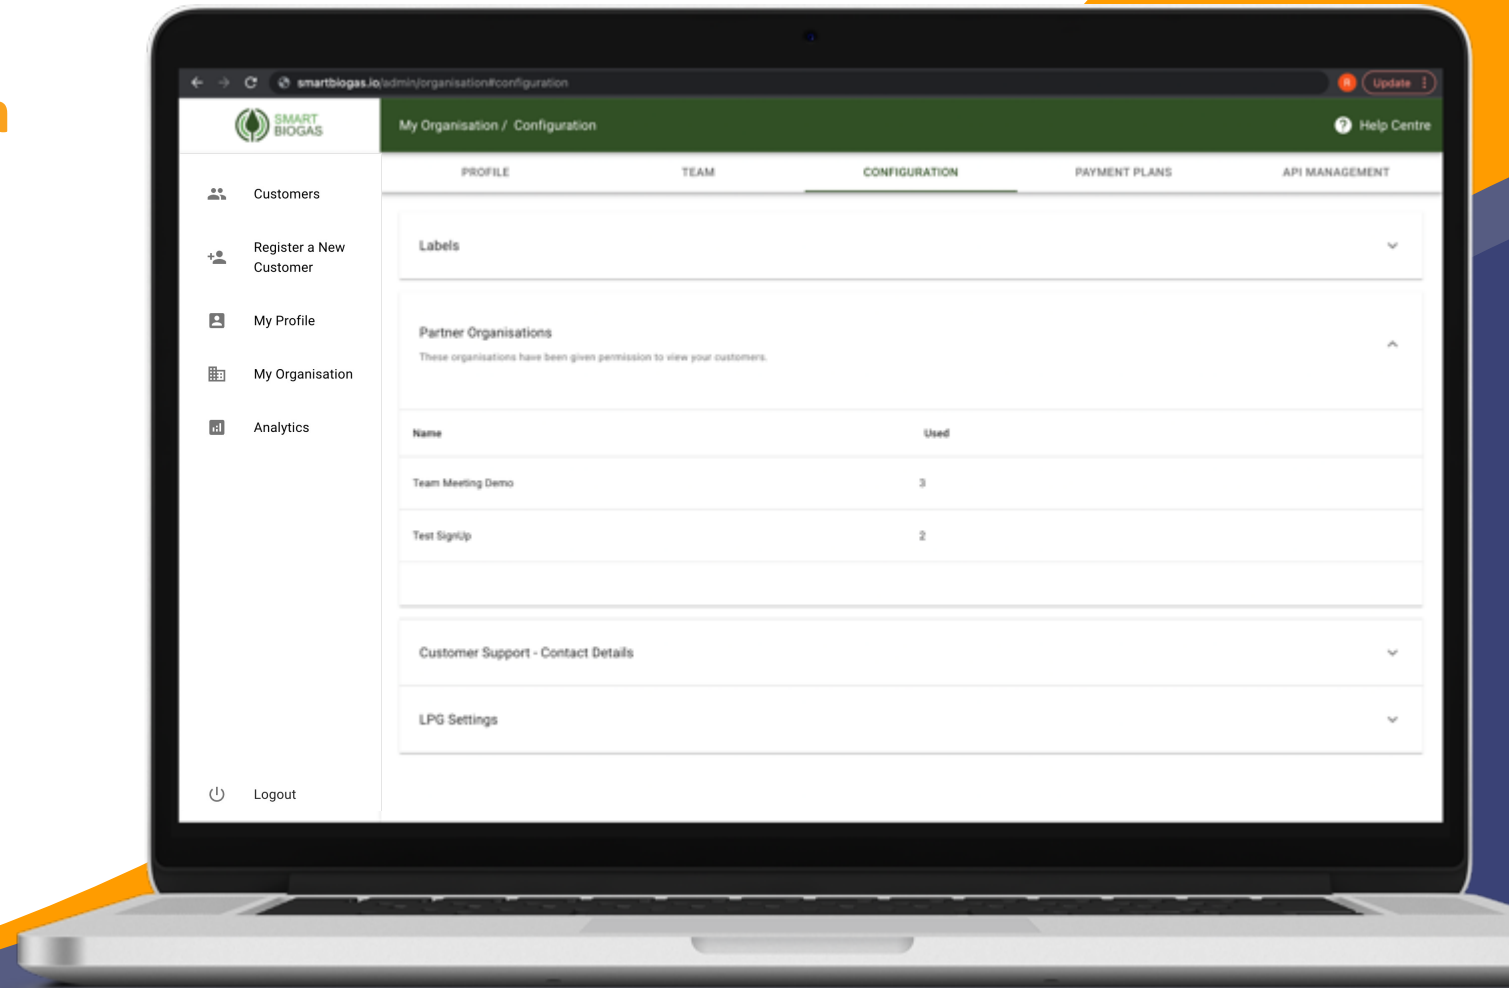 smartbiogas.io/admin/organisation#configuration
R
Update
SMART
BIOGAS
My Organisation / Configuration
? Help Centre
PROFILE
TEAM
CONFIGURATION
PAYMENT PLANS
API MANAGEMENT
Customers
Register a New
Customer
My Profile
My Organisation
Analytics
Logout
Labels
Partner Organisations
These organisations have been given permission to view your customers.
Name Used
Team Meeting Demo 3
Test SignUp 2
Customer Support - Contact Details
LPG Settings